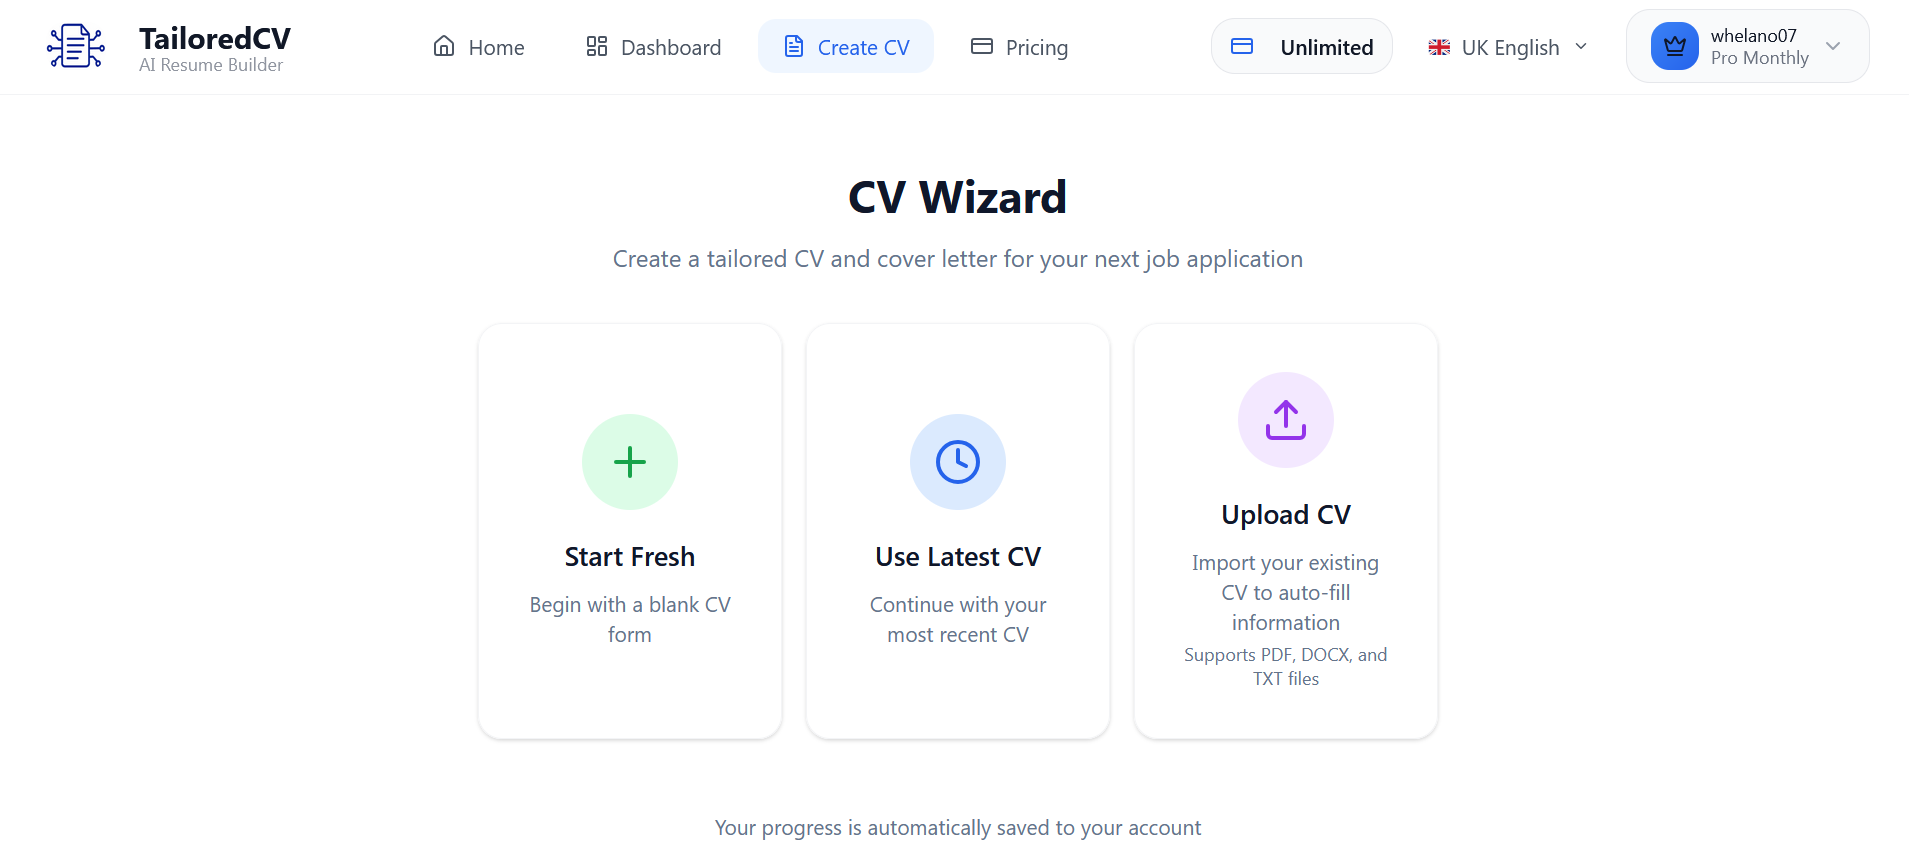 TailoredCV
AI Resume Builder
Home
Dashboard
Create CV
Pricing
Unlimited
UK English
whelano07
Pro Monthly
CV Wizard
Create a tailored CV and cover letter for your next job application
Start Fresh
Begin with a blank CV
form
Use Latest CV
Continue with your
most recent CV
Upload CV
Import your existing
CV to auto-fill
information
Supports PDF, DOCX, and
TXT files
Your progress is automatically saved to your account